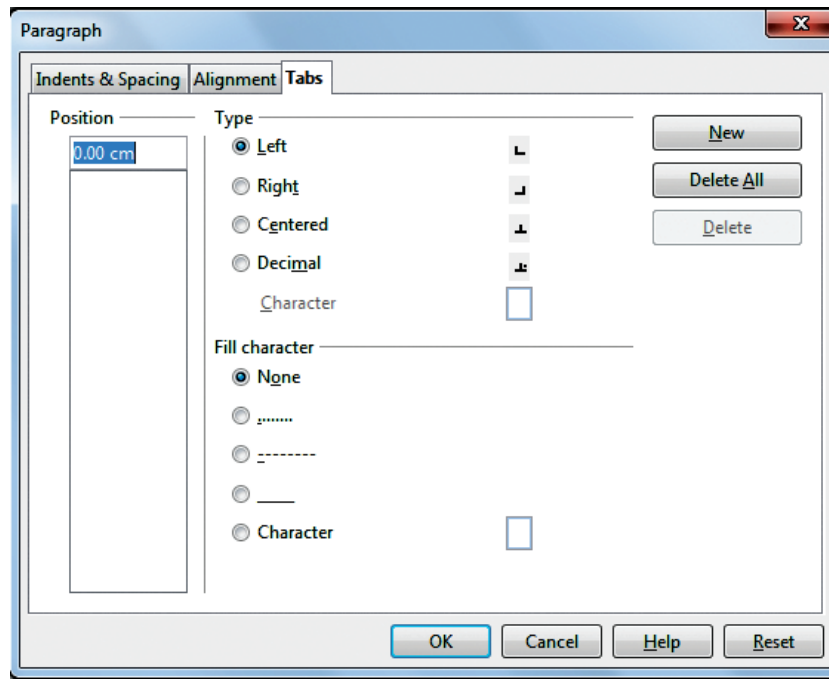 Paragraph
Indents & Spacing Alignment Tabs
Position
0.00 cm
Type
Left
Right
Centered
Decimal
Character
Fill character
None
........
--------
____
Character
New
Delete All
Delete
OK Cancel Help Reset